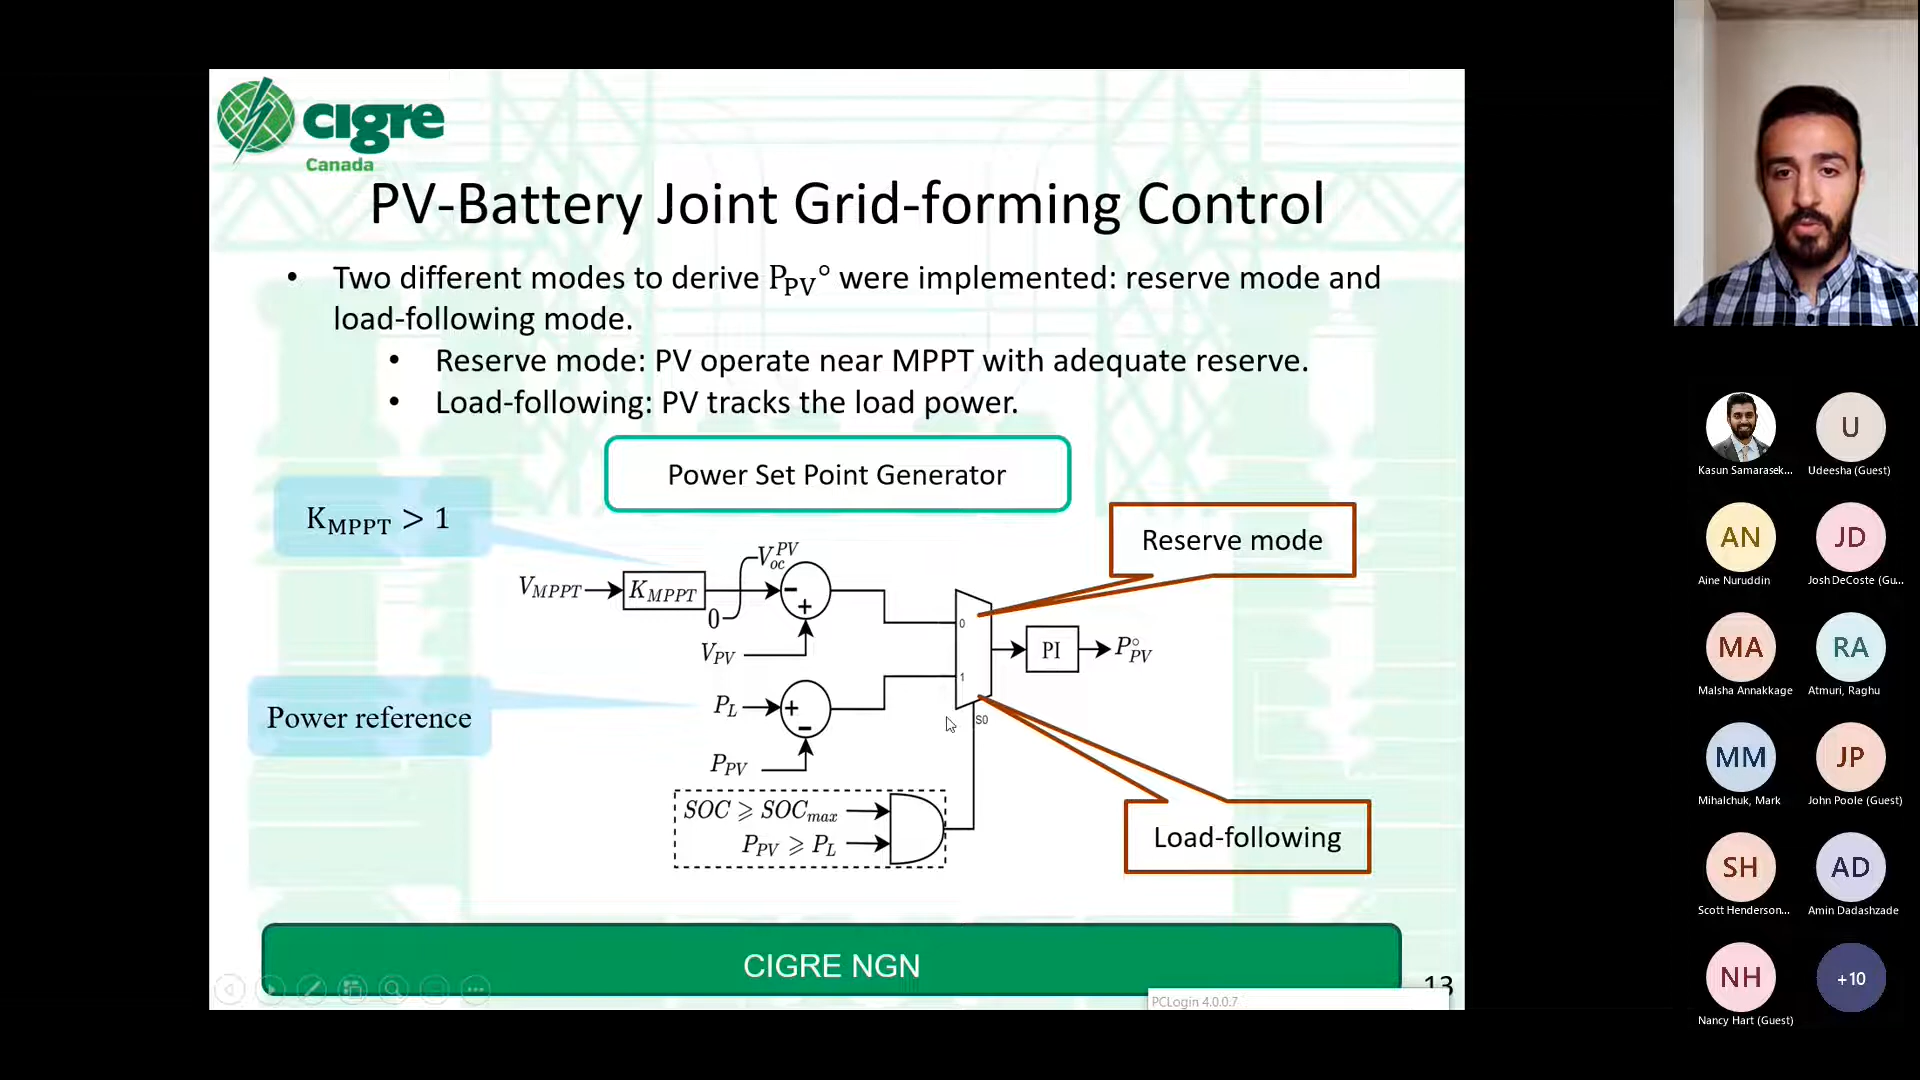 cigre
Canada
PV-Battery Joint Grid-forming Control
• Two different modes to derive P_PV° were implemented: reserve mode and
load-following mode.
• Reserve mode: PV operate near MPPT with adequate reserve.
• Load-following: PV tracks the load power.
Power Set Point Generator
K_MPPT > 1
Reserve mode
V_MPPT
K_MPPT
V_oc^PV
0
V_PV
0
PI
P_PV°
Power reference
P_L
P_PV
1
S0
SOC ⩾ SOC_max
P_PV ⩾ P_L
Load-following
CIGRE NGN
13
PCLogin 4.0.0.7
Kasun Samarasek...
U
Udeesha (Guest)
AN
Aine Nuruddin
JD
Josh DeCoste (Gu...
MA
Malsha Annakkage
RA
Atmuri, Raghu
MM
Mihalchuk, Mark
JP
John Poole (Guest)
SH
Scott Henderson...
AD
Amin Dadashzade
NH
Nancy Hart (Guest)
+10